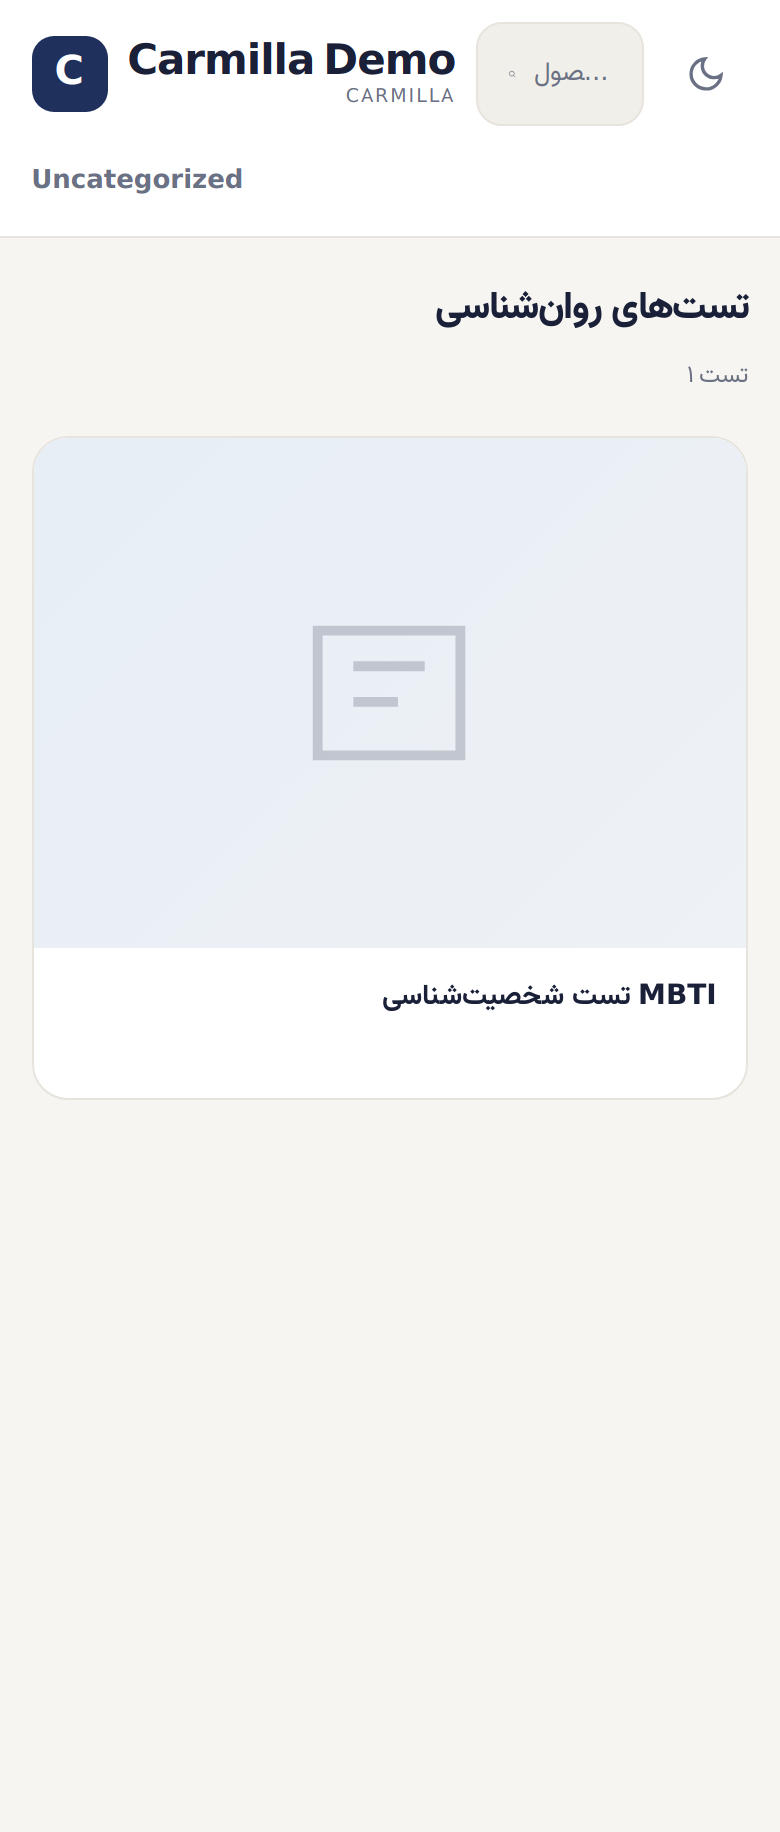 C
Carmilla Demo
CARMILLA
صول...
Uncategorized
تست‌های روان‌شناسی
تست ۱
MBTI تست شخصیت‌شناسی